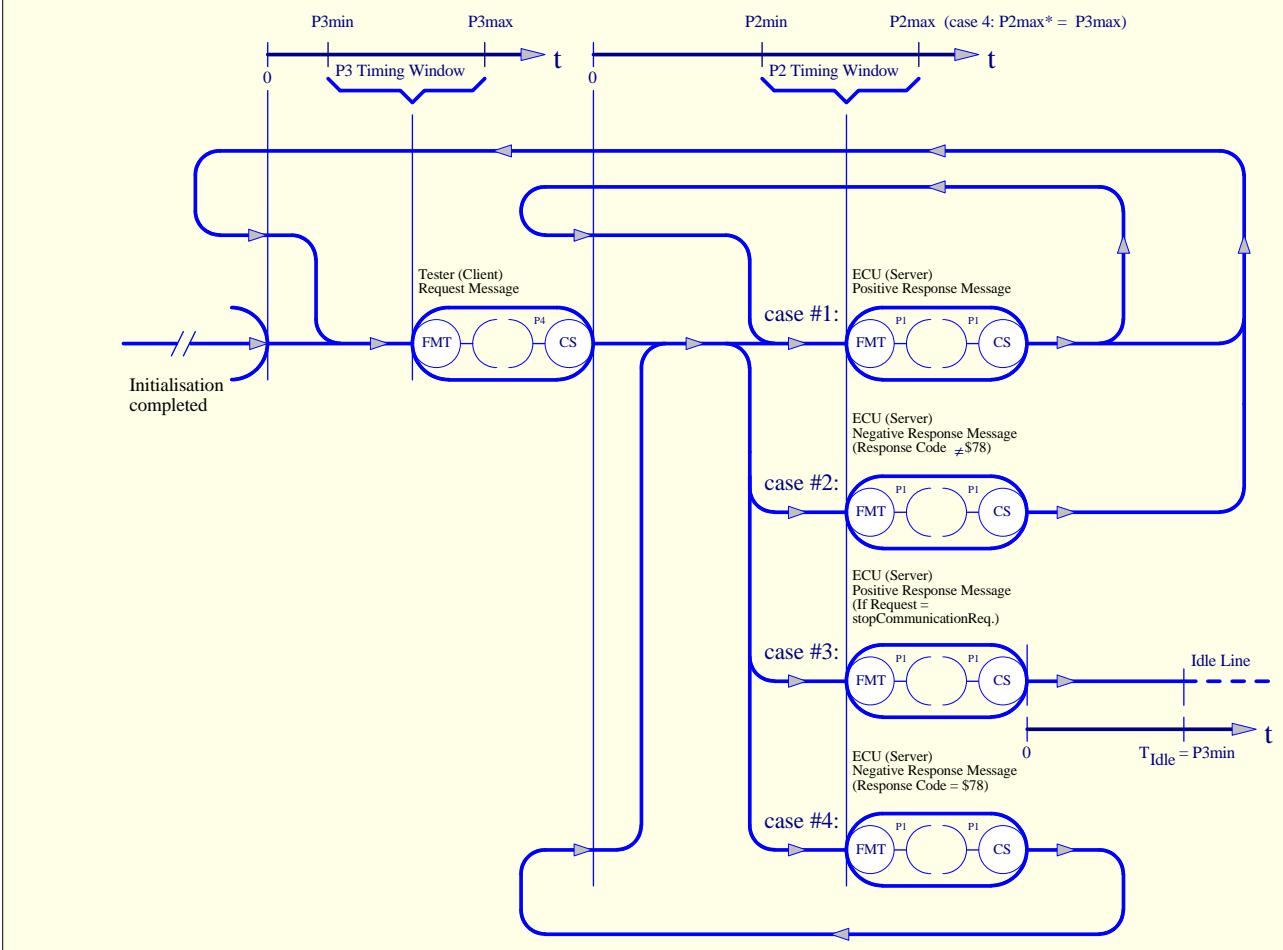 P3min P3max P2min P2max (case 4: P2max* = P3max)
t t
P3 Timing Window P2 Timing Window
0 0
Tester (Client)
Request Message
ECU (Server)
Positive Response Message
case #1:
P4 P1 P1
FMT CS FMT CS
Initialisation
completed
ECU (Server)
Negative Response Message
(Response Code ≠$78)
case #2:
P1 P1
FMT CS
ECU (Server)
Positive Response Message
(If Request =
stopCommunicationReq.)
case #3:
P1 P1
Idle Line
FMT CS
t
0 TIdle = P3min
ECU (Server)
Negative Response Message
(Response Code = $78)
case #4:
P1 P1
FMT CS